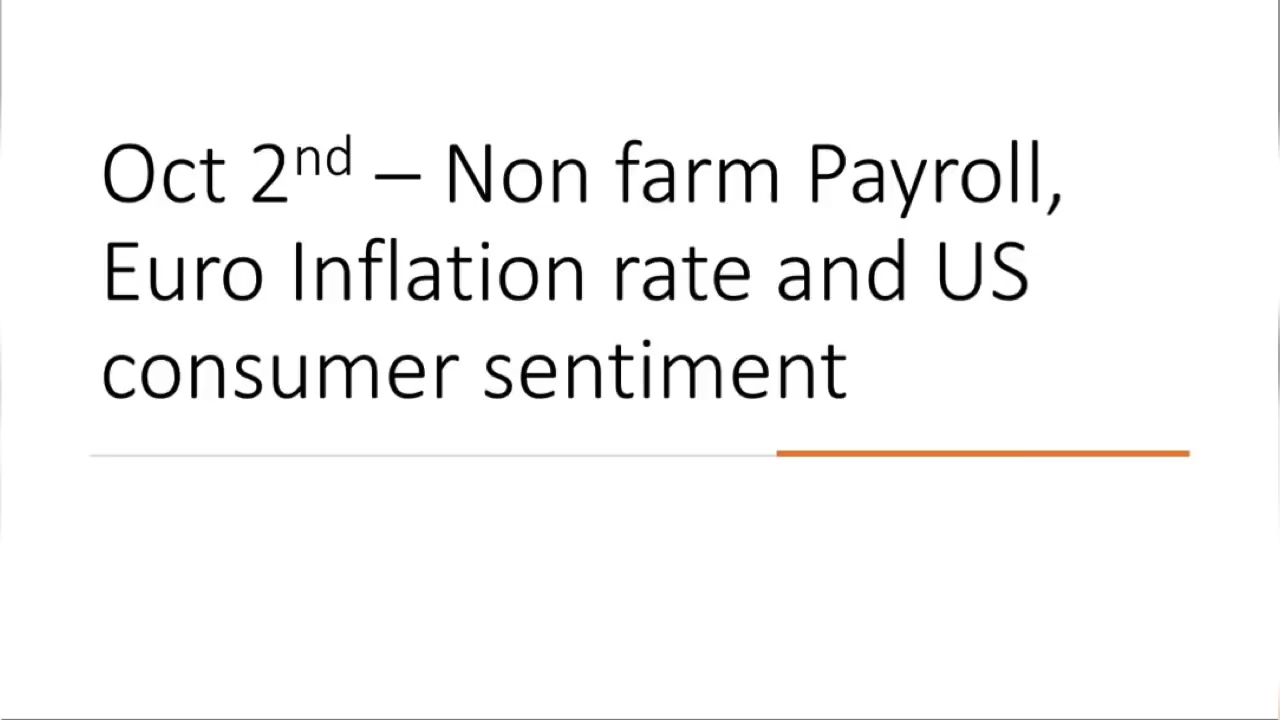 Oct 2nd – Non farm Payroll,
Euro Inflation rate and US
consumer sentiment